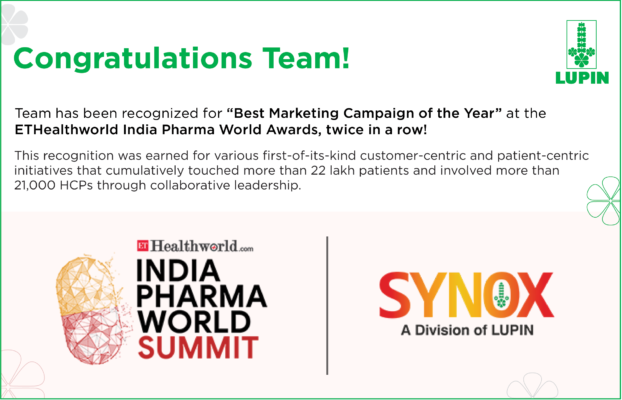 Congratulations Team!
LUPIN
Team has been recognized for “Best Marketing Campaign of the Year” at the
ETHealthworld India Pharma World Awards, twice in a row!
This recognition was earned for various first-of-its-kind customer-centric and patient-centric
initiatives that cumulatively touched more than 22 lakh patients and involved more than
21,000 HCPs through collaborative leadership.
ET Healthworld.com
INDIA
PHARMA
WORLD
SUMMIT
SYNOX
A Division of LUPIN